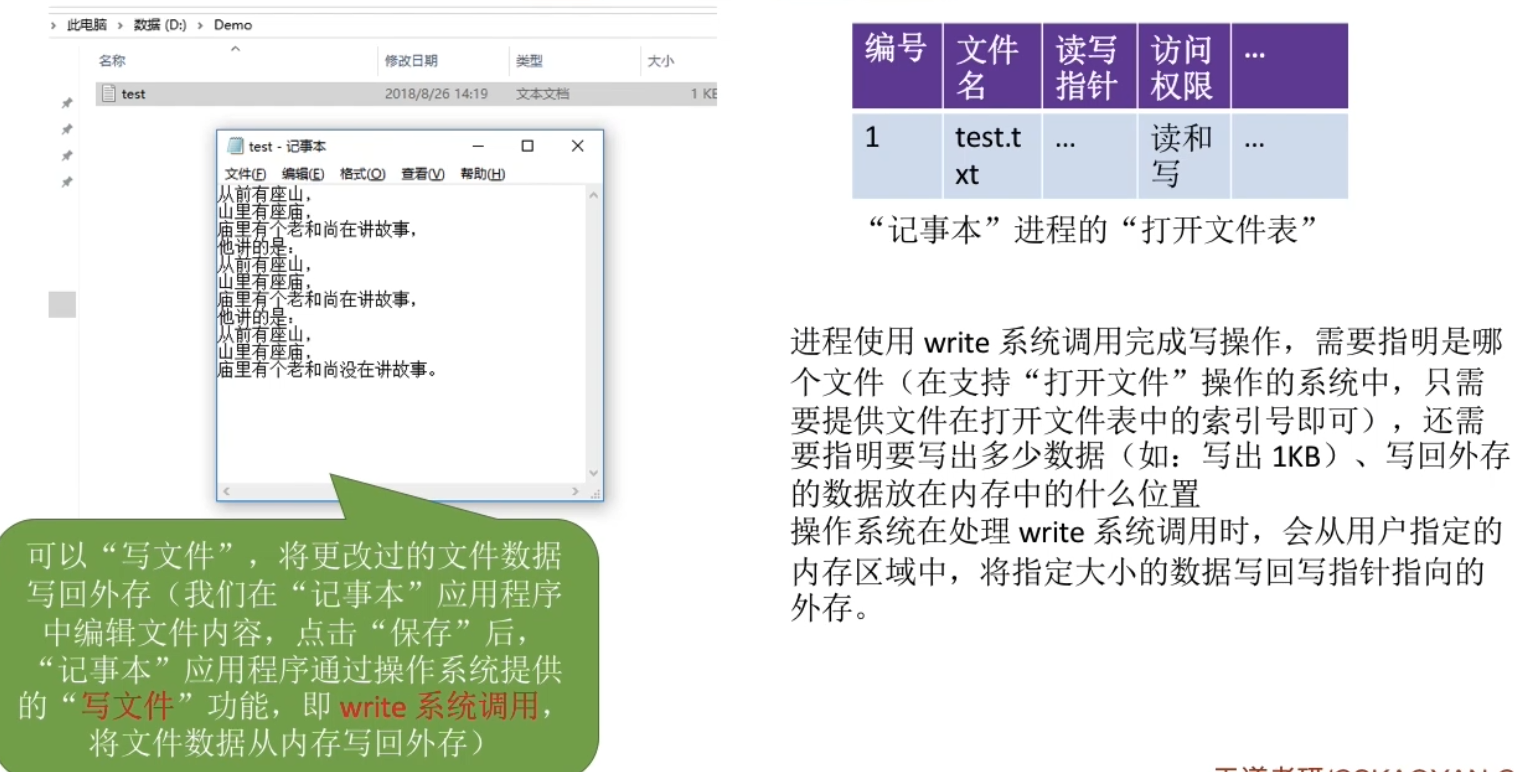 此电脑 › 数据 (D:) › Demo
名称 修改日期 类型 大小
test 2018/8/26 14:19 文本文档 1 KB
test - 记事本
文件(F) 编辑(E) 格式(O) 查看(V) 帮助(H)
从前有座山，
山里有座庙，
庙里有个老和尚在讲故事，
他讲的是：
从前有座山，
山里有座庙，
庙里有个老和尚在讲故事，
他讲的是：
从前有座山，
山里有座庙，
庙里有个老和尚没在讲故事。
可以“写文件”，将更改过的文件数据
写回外存（我们在“记事本”应用程序
中编辑文件内容，点击“保存”后，
“记事本”应用程序通过操作系统提供
的“写文件”功能，即 write 系统调用，
将文件数据从内存写回外存）
编号 文件名 读写指针 访问权限 …
1 test.txt … 读和写 …
“记事本”进程的“打开文件表”
进程使用 write 系统调用完成写操作，需要指明是哪
个文件（在支持“打开文件”操作的系统中，只需
要提供文件在打开文件表中的索引号即可），还需
要指明要写出多少数据（如：写出 1KB）、写回外存
的数据放在内存中的什么位置
操作系统在处理 write 系统调用时，会从用户指定的
内存区域中，将指定大小的数据写回写指针指向的
外存。